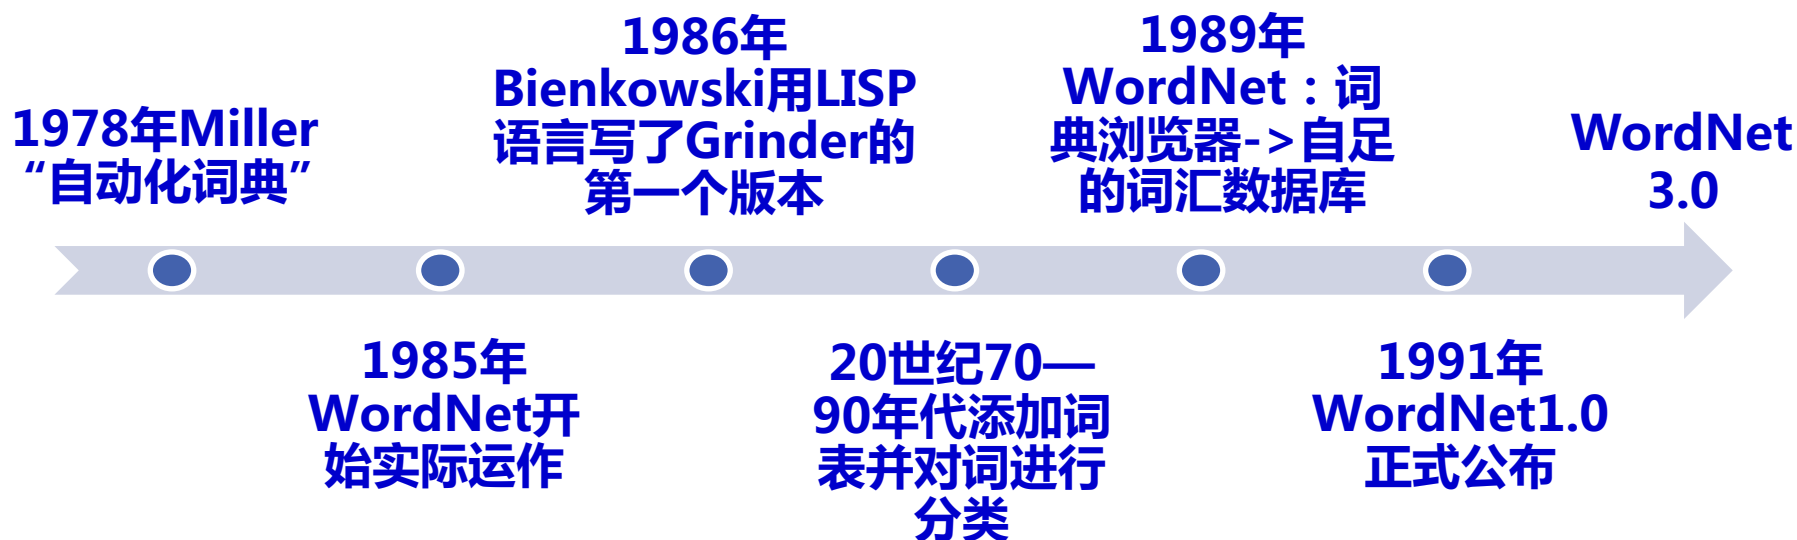 1978年Miller
“自动化词典”
1985年
WordNet开
始实际运作
1986年
Bienkowski用LISP
语言写了Grinder的
第一个版本
20世纪70—
90年代添加词
表并对词进行
分类
1989年
WordNet：词
典浏览器->自足
的词汇数据库
1991年
WordNet1.0
正式公布
WordNet
3.0